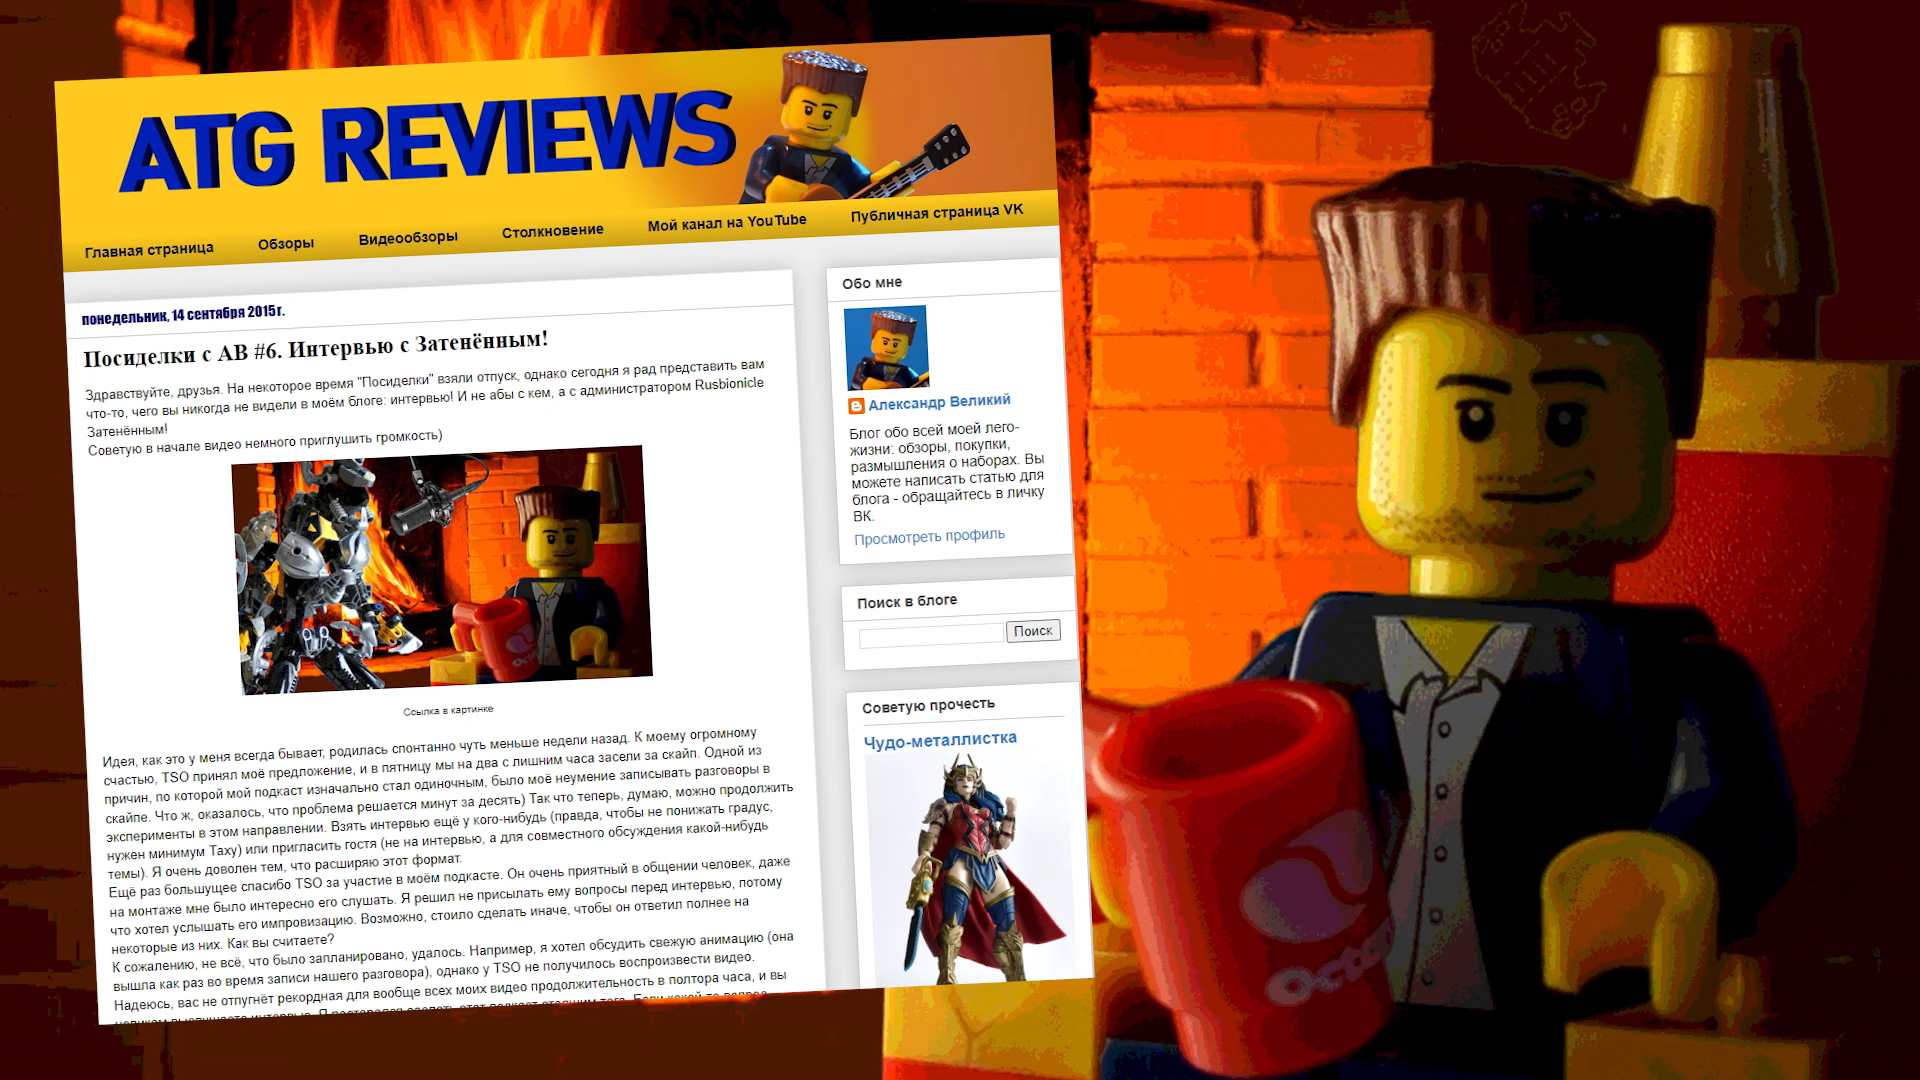 ATG REVIEWS
Главная страница Обзоры Видеообзоры Столкновение Мой канал на YouTube Публичная страница VK
понедельник, 14 сентября 2015 г.
Посиделки с АВ #6. Интервью с Затенённым!
Здравствуйте, друзья. На некоторое время "Посиделки" взяли отпуск, однако сегодня я рад представить вам
что-то, чего вы никогда не видели в моём блоге: интервью! И не абы с кем, а с администратором Rusbionicle
Затенённым!
Советую в начале видео немного приглушить громкость)
Octan
Ссылка в картинке
Идея, как это у меня всегда бывает, родилась спонтанно чуть меньше недели назад. К моему огромному
счастью, TSO принял моё предложение, и в пятницу мы на два с лишним часа засели за скайп. Одной из
причин, по которой мой подкаст изначально стал одиночным, было моё неумение записывать разговоры в
скайпе. Что ж, оказалось, что проблема решается минут за десять) Так что теперь, думаю, можно продолжить
эксперименты в этом направлении. Взять интервью ещё у кого-нибудь (правда, чтобы не понижать градус,
нужен минимум Таху) или пригласить гостя (не на интервью, а для совместного обсуждения какой-нибудь
темы). Я очень доволен тем, что расширяю этот формат.
Ещё раз большущее спасибо TSO за участие в моём подкасте. Он очень приятный в общении человек, даже
на монтаже мне было интересно его слушать. Я решил не присылать ему вопросы перед интервью, потому
что хотел услышать его импровизацию. Возможно, стоило сделать иначе, чтобы он ответил полнее на
некоторые из них. Как вы считаете?
К сожалению, не всё, что было запланировано, удалось. Например, я хотел обсудить свежую анимацию (она
вышла как раз во время записи нашего разговора), однако у TSO не получилось воспроизвести видео.
Надеюсь, вас не отпугнёт рекордная для вообще всех моих видео продолжительность в полтора часа, и вы
Обо мне
Александр Великий
Блог обо всей моей лего-
жизни: обзоры, покупки,
размышления о наборах. Вы
можете написать статью для
блога - обращайтесь в личку
ВК.
Просмотреть профиль
Поиск в блоге
Поиск
Советую прочесть
Чудо-металлистка
Octan